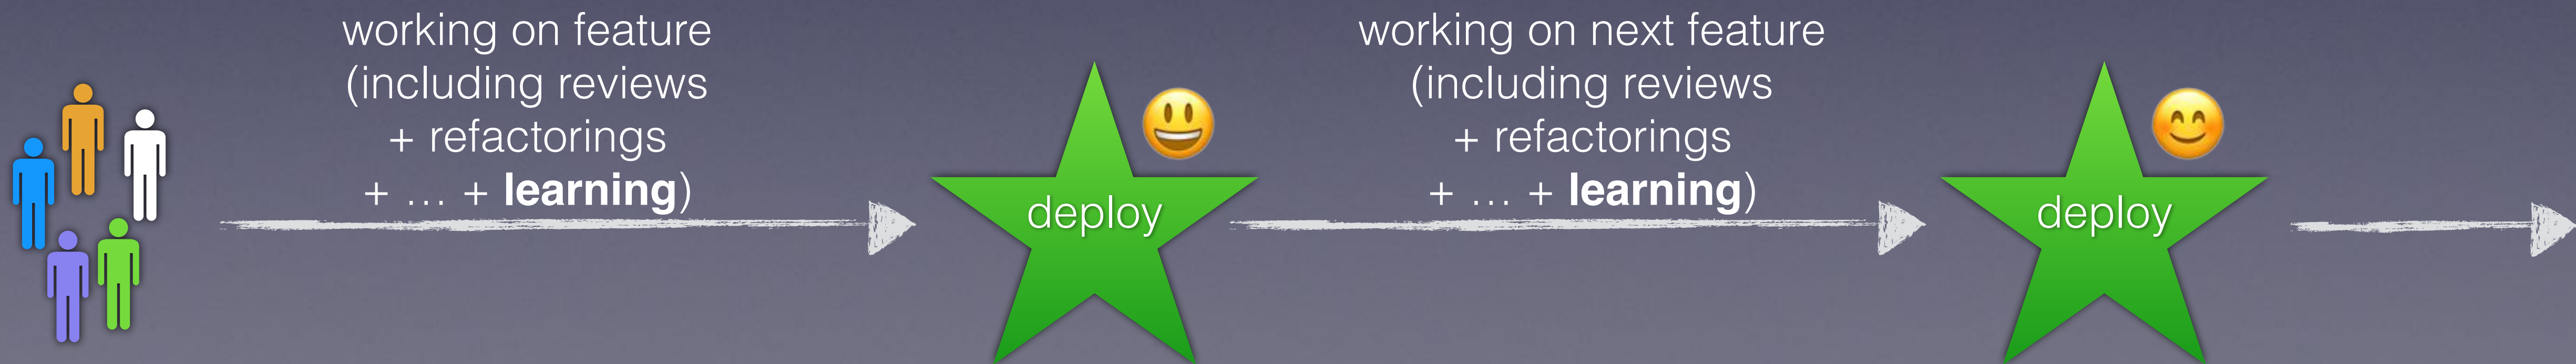 working on feature
(including reviews
+ refactorings
+ … + learning)
deploy
working on next feature
(including reviews
+ refactorings
+ … + learning)
deploy